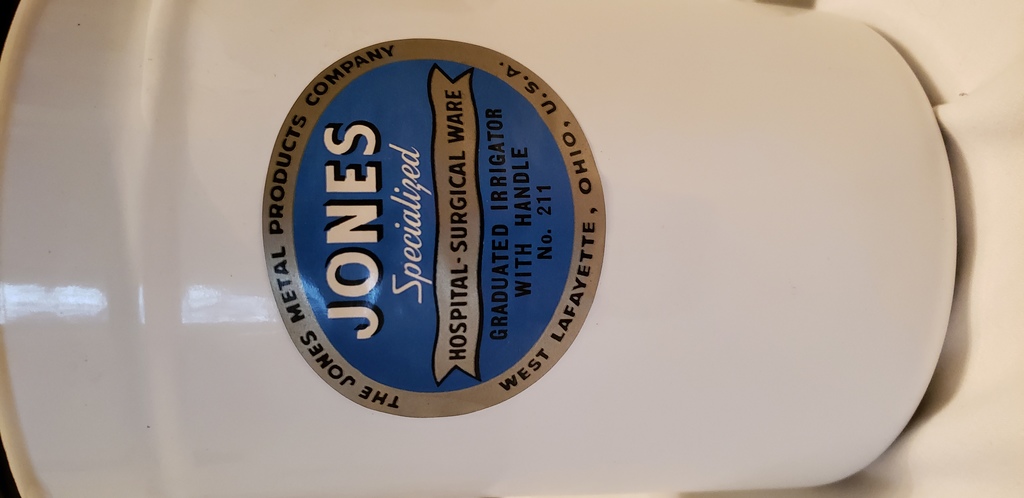 THE JONES METAL PRODUCTS COMPANY
JONES
Specialized
HOSPITAL-SURGICAL WARE
GRADUATED IRRIGATOR
WITH HANDLE
No. 211
WEST LAFAYETTE, OHIO, U.S.A.